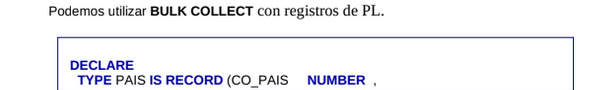 Podemos utilizar BULK COLLECT con registros de PL.
DECLARE
TYPE PAIS IS RECORD (CO_PAIS NUMBER ,